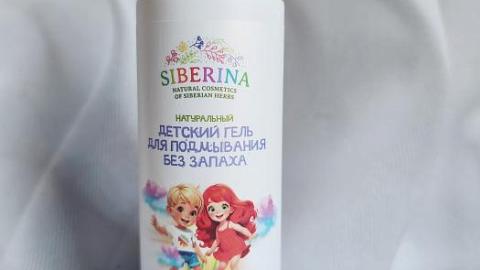 SIBERINA
NATURAL COSMETICS
OF SIBERIAN HERBS
НАТУРАЛЬНЫЙ
ДЕТСКИЙ ГЕЛЬ
ДЛЯ ПОДМЫВАНИЯ
БЕЗ ЗАПАХА